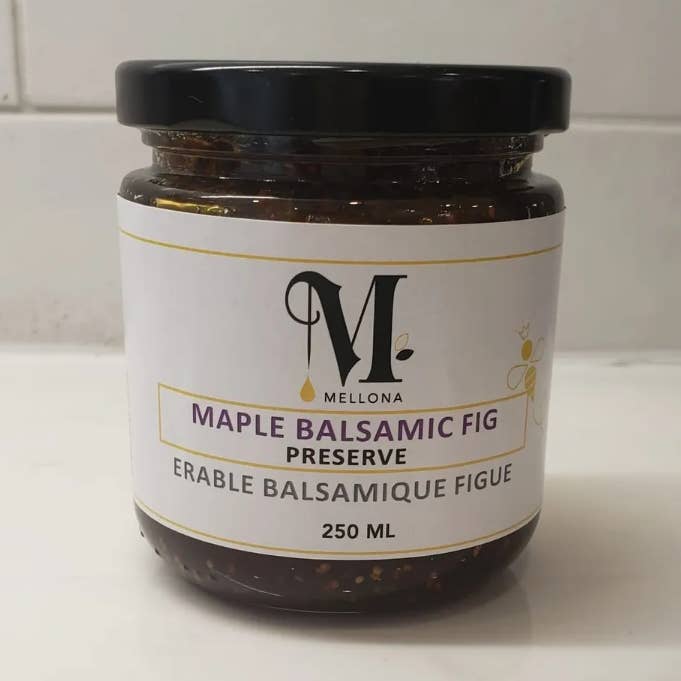 M
MELLONA
MAPLE BALSAMIC FIG
PRESERVE
ERABLE BALSAMIQUE FIGUE
250 ML